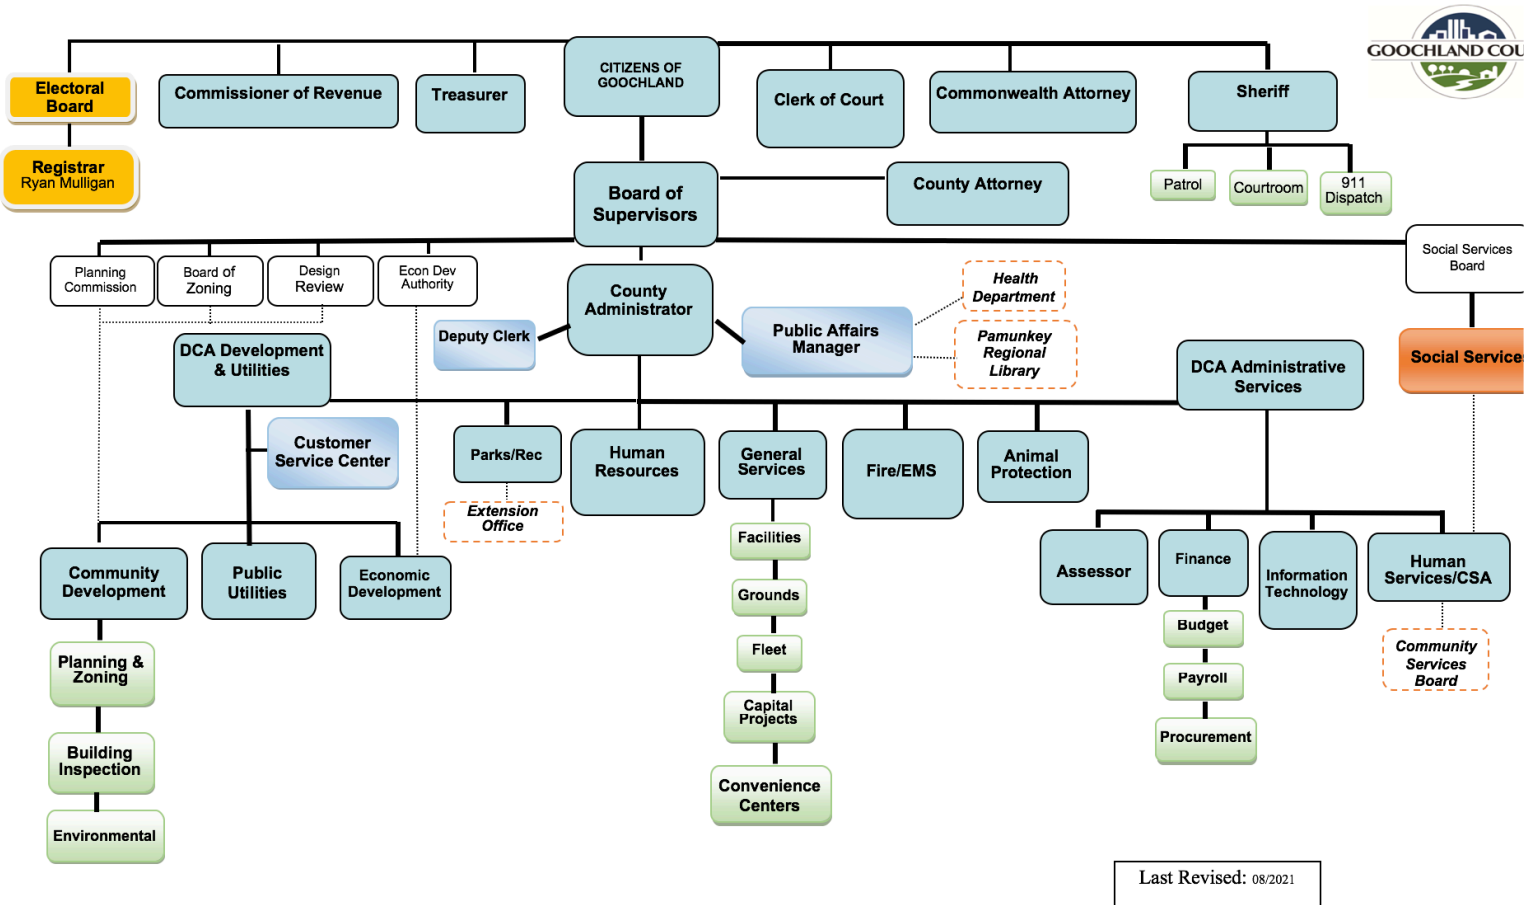 GOOCHLAND COU
CITIZENS OF
GOOCHLAND
Electoral
Board
Commissioner of Revenue
Treasurer
Clerk of Court
Commonwealth Attorney
Sheriff
Registrar
Ryan Mulligan
Patrol
Courtroom
911
Dispatch
Board of
Supervisors
County Attorney
Planning
Commission
Board of
Zoning
Design
Review
Econ Dev
Authority
Social Services
Board
County
Administrator
Deputy Clerk
Public Affairs
Manager
Health
Department
Pamunkey
Regional
Library
DCA Development
& Utilities
DCA Administrative
Services
Social Service
Customer
Service Center
Parks/Rec
Human
Resources
General
Services
Fire/EMS
Animal
Protection
Extension
Office
Facilities
Grounds
Fleet
Capital
Projects
Convenience
Centers
Community
Development
Public
Utilities
Economic
Development
Planning &
Zoning
Building
Inspection
Environmental
Assessor
Finance
Information
Technology
Human
Services/CSA
Budget
Payroll
Procurement
Community
Services
Board
Last Revised: 08/2021